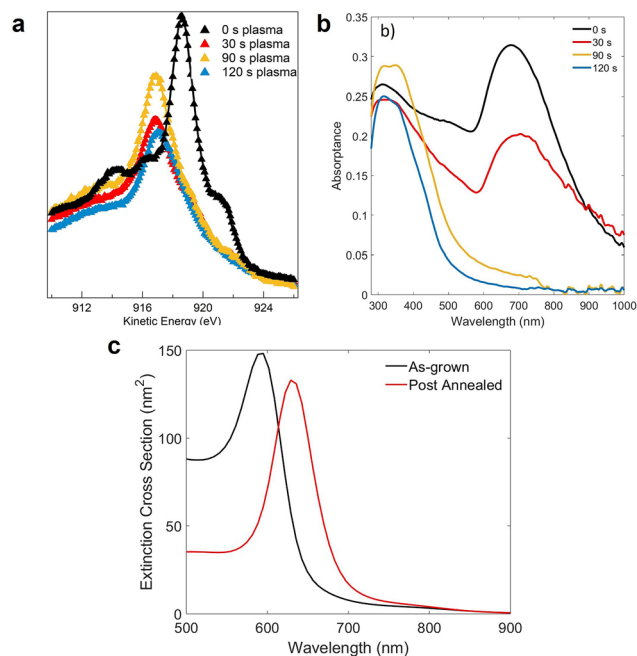 a
0 s plasma
30 s plasma
90 s plasma
120 s plasma
912 916 920 924
Kinetic Energy (eV)
b
b)
0 s
30 s
90 s
120 s
0.35
0.3
0.25
0.2
0.15
0.1
0.05
0
Absorptance
300 400 500 600 700 800 900 1000
Wavelength (nm)
c
As-grown
Post Annealed
150
100
50
0
Extinction Cross Section (nm2)
500 600 700 800 900
Wavelength (nm)